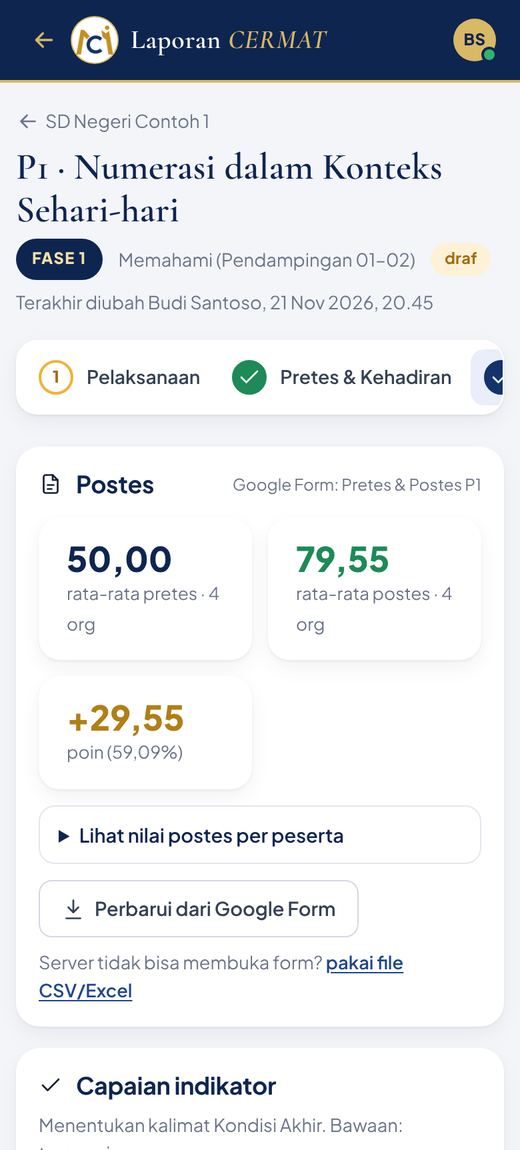 Laporan CERMAT
BS
SD Negeri Contoh 1
P1 · Numerasi dalam Konteks
Sehari-hari
FASE 1
Memahami (Pendampingan 01–02)
draf
Terakhir diubah Budi Santoso, 21 Nov 2026, 20.45
1 Pelaksanaan
Pretes & Kehadiran
Postes
Google Form: Pretes & Postes P1
50,00
rata-rata pretes · 4
org
79,55
rata-rata postes · 4
org
+29,55
poin (59,09%)
Lihat nilai postes per peserta
Perbarui dari Google Form
Server tidak bisa membuka form? pakai file
CSV/Excel
Capaian indikator
Menentukan kalimat Kondisi Akhir. Bawaan: